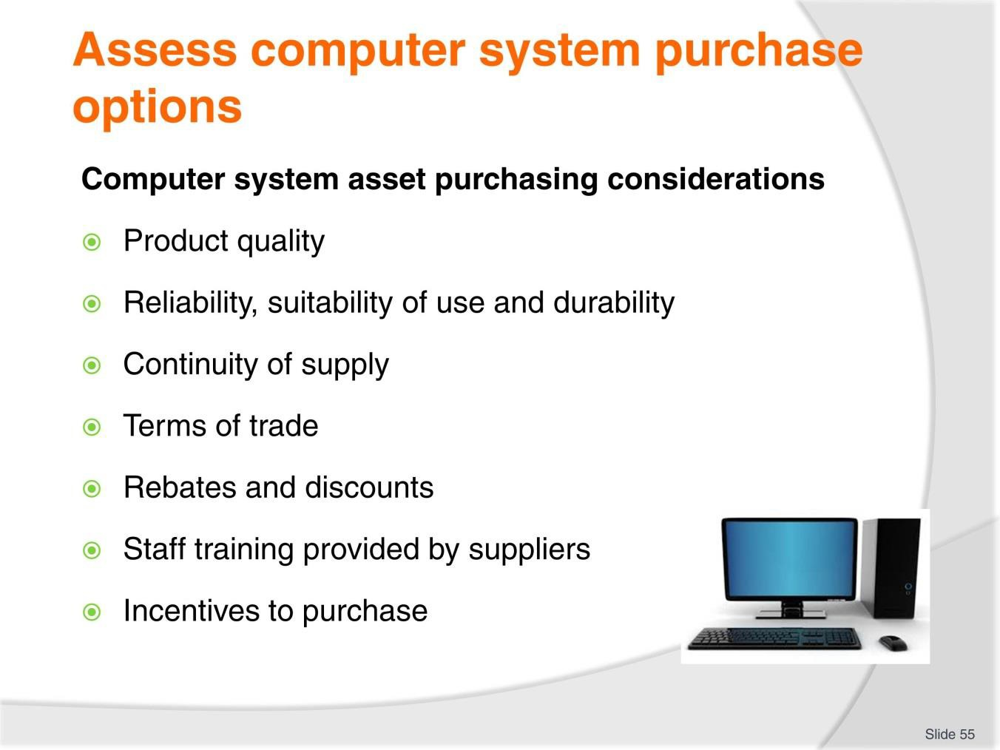 Assess computer system purchase
options
Computer system asset purchasing considerations
Product quality
Reliability, suitability of use and durability
Continuity of supply
Terms of trade
Rebates and discounts
Staff training provided by suppliers
Incentives to purchase
Slide 55